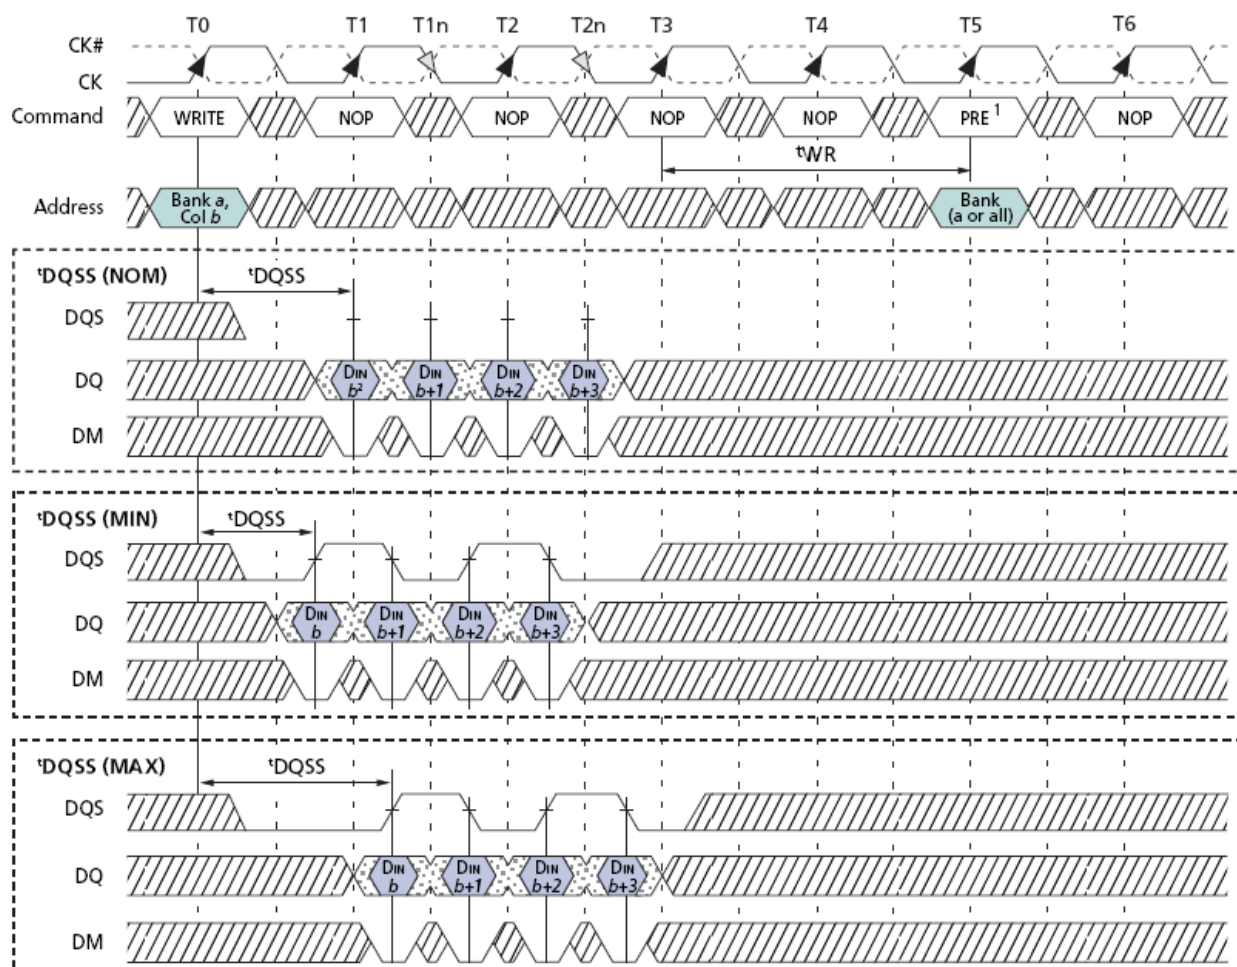 T0 T1 T1n T2 T2n T3 T4 T5 T6
CK#
CK
Command WRITE NOP NOP NOP NOP PRE 1 NOP
tWR
Address Bank a, Col b Bank (a or all)
tDQSS (NOM) tDQSS
DQS
DQ DIN b2 DIN b+1 DIN b+2 DIN b+3
DM
tDQSS (MIN) tDQSS
DQS
DQ DIN b DIN b+1 DIN b+2 DIN b+3
DM
tDQSS (MAX) tDQSS
DQS
DQ DIN b DIN b+1 DIN b+2 DIN b+3
DM